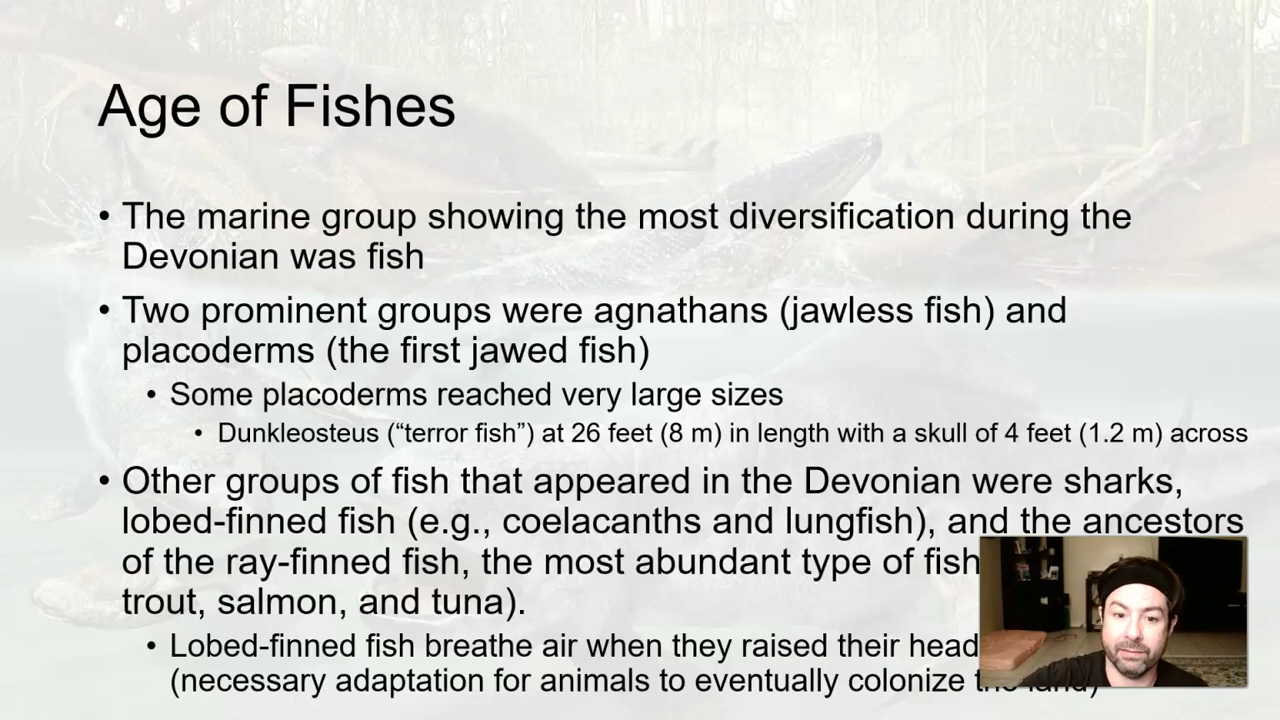 Age of Fishes
• The marine group showing the most diversification during the
Devonian was fish
• Two prominent groups were agnathans (jawless fish) and
placoderms (the first jawed fish)
• Some placoderms reached very large sizes
• Dunkleosteus (“terror fish”) at 26 feet (8 m) in length with a skull of 4 feet (1.2 m) across
• Other groups of fish that appeared in the Devonian were sharks,
lobed-finned fish (e.g., coelacanths and lungfish), and the ancestors
of the ray-finned fish, the most abundant type of fish
trout, salmon, and tuna).
• Lobed-finned fish breathe air when they raised their head
(necessary adaptation for animals to eventually colonize the land)